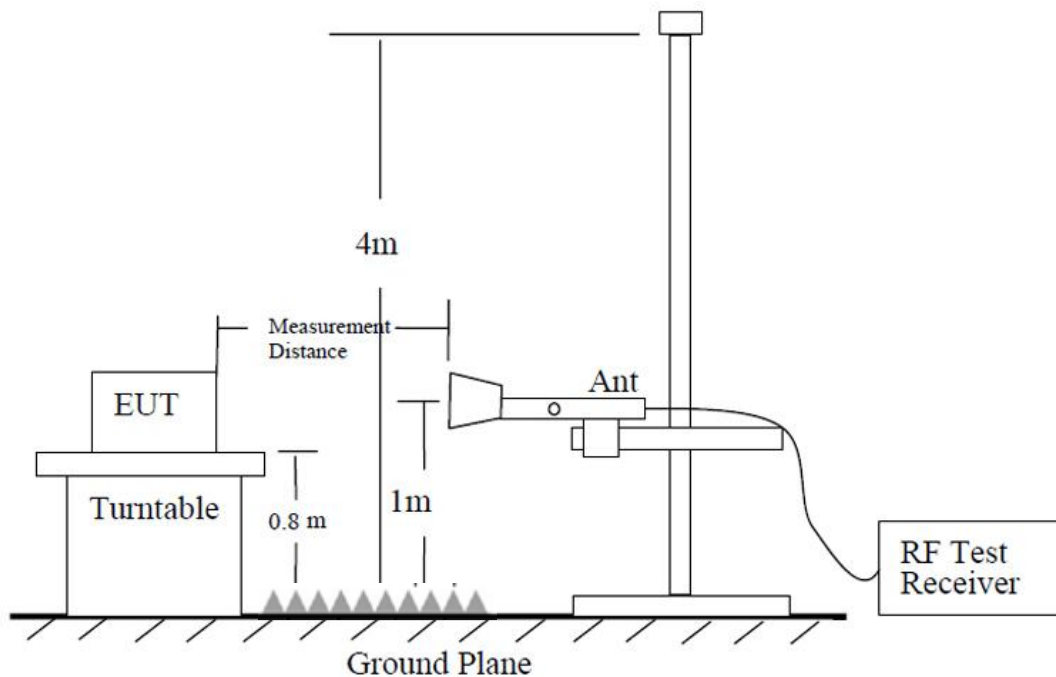 4m
Measurement
Distance
EUT
Ant
Turntable
0.8 m
1m
RF Test
Receiver
Ground Plane